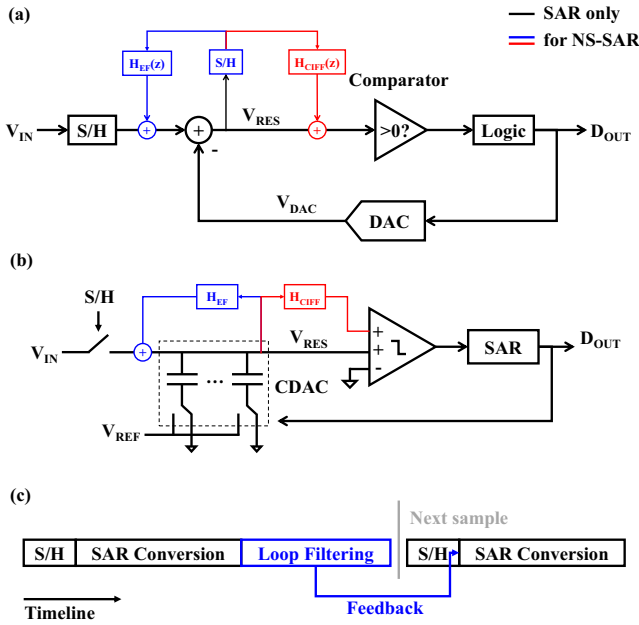 (a)
SAR only
for NS-SAR
H_EF(z)
S/H
H_CIFF(z)
Comparator
V_IN
S/H
+
+
-
V_RES
+
>0?
Logic
D_OUT
V_DAC
DAC
(b)
S/H
H_EF
H_CIFF
V_IN
+
V_RES
+
+
-
SAR
D_OUT
...
CDAC
V_REF
(c)
Next sample
S/H
SAR Conversion
Loop Filtering
S/H
SAR Conversion
Timeline
Feedback